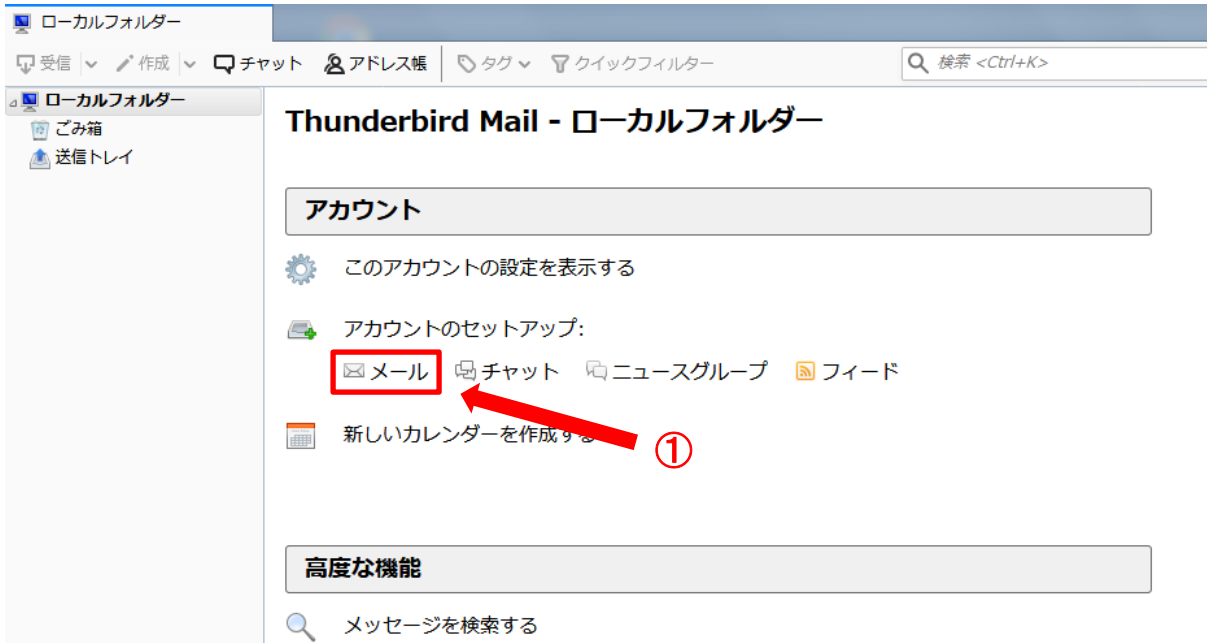 ローカルフォルダー
受信 作成 チャット アドレス帳 タグ クイックフィルター 検索 <Ctrl+K>
ローカルフォルダー
ごみ箱
送信トレイ
Thunderbird Mail - ローカルフォルダー
アカウント
このアカウントの設定を表示する
アカウントのセットアップ:
メール チャット ニュースグループ フィード
新しいカレンダーを作成する
①
高度な機能
メッセージを検索する